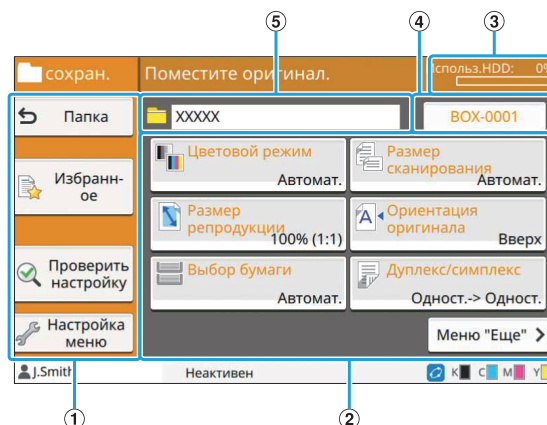 ⑤ ④ ③
сохран. Поместите оригинал. Использ.HDD: 0%
Папка XXXXX BOX-0001
Избранн-
ое
Цветовой режим
Автомат.
Размер
сканирования
Автомат.
Размер
репродукции
100% (1:1)
Ориентация
оригинала
Вверх
Проверить
настройку
Выбор бумаги
Автомат.
Дуплекс/симплекс
Одност.-> Одност.
Настройка
меню
Меню "Еще"
J.Smith Неактивен K C M Y
① ②